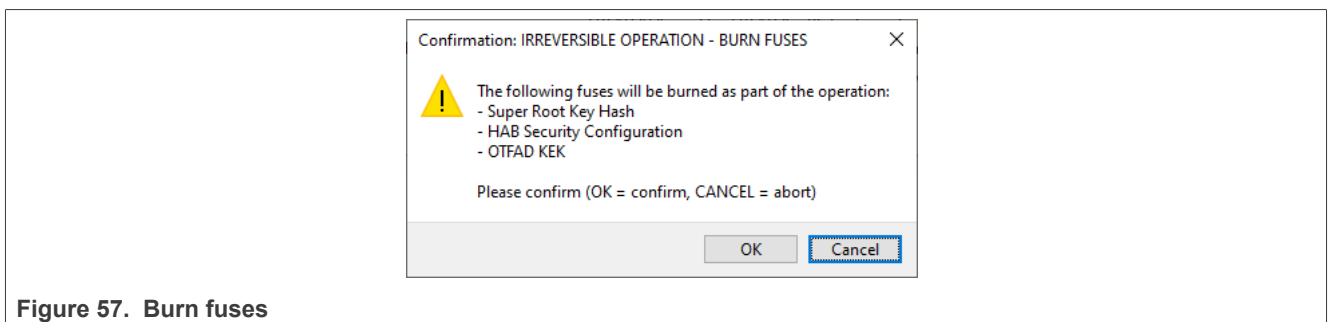 Confirmation: IRREVERSIBLE OPERATION - BURN FUSES
The following fuses will be burned as part of the operation:
- Super Root Key Hash
- HAB Security Configuration
- OTFAD KEK
Please confirm (OK = confirm, CANCEL = abort)
OK Cancel
Figure 57. Burn fuses